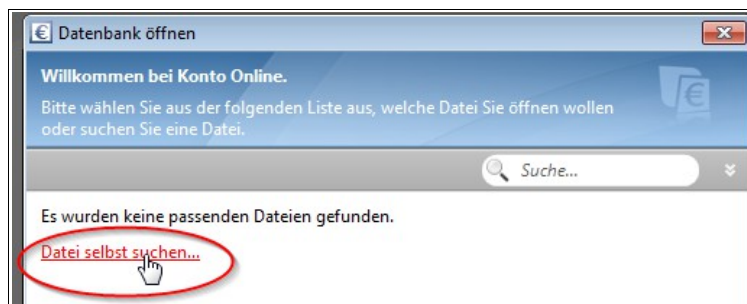 Datenbank öffnen
Willkommen bei Konto Online.
Bitte wählen Sie aus der folgenden Liste aus, welche Datei Sie öffnen wollen
oder suchen Sie eine Datei.
Suche...
Es wurden keine passenden Dateien gefunden.
Datei selbst suchen...